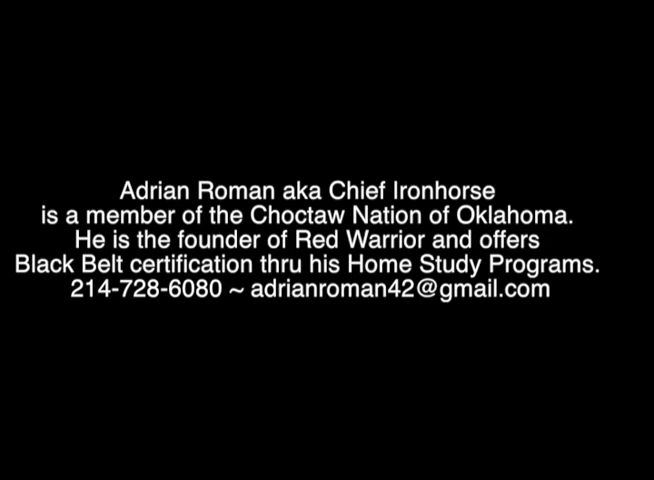 Adrian Roman aka Chief Ironhorse
is a member of the Choctaw Nation of Oklahoma.
He is the founder of Red Warrior and offers
Black Belt certification thru his Home Study Programs.
214-728-6080 ~ adrianroman42@gmail.com